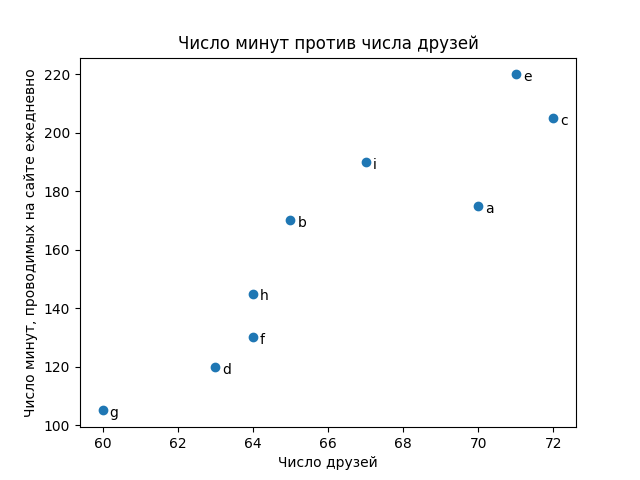 Число минут против числа друзей
Число минут, проводимых на сайте ежедневно
220
200
180
160
140
120
100
e
c
i
a
b
h
f
d
g
60 62 64 66 68 70 72
Число друзей